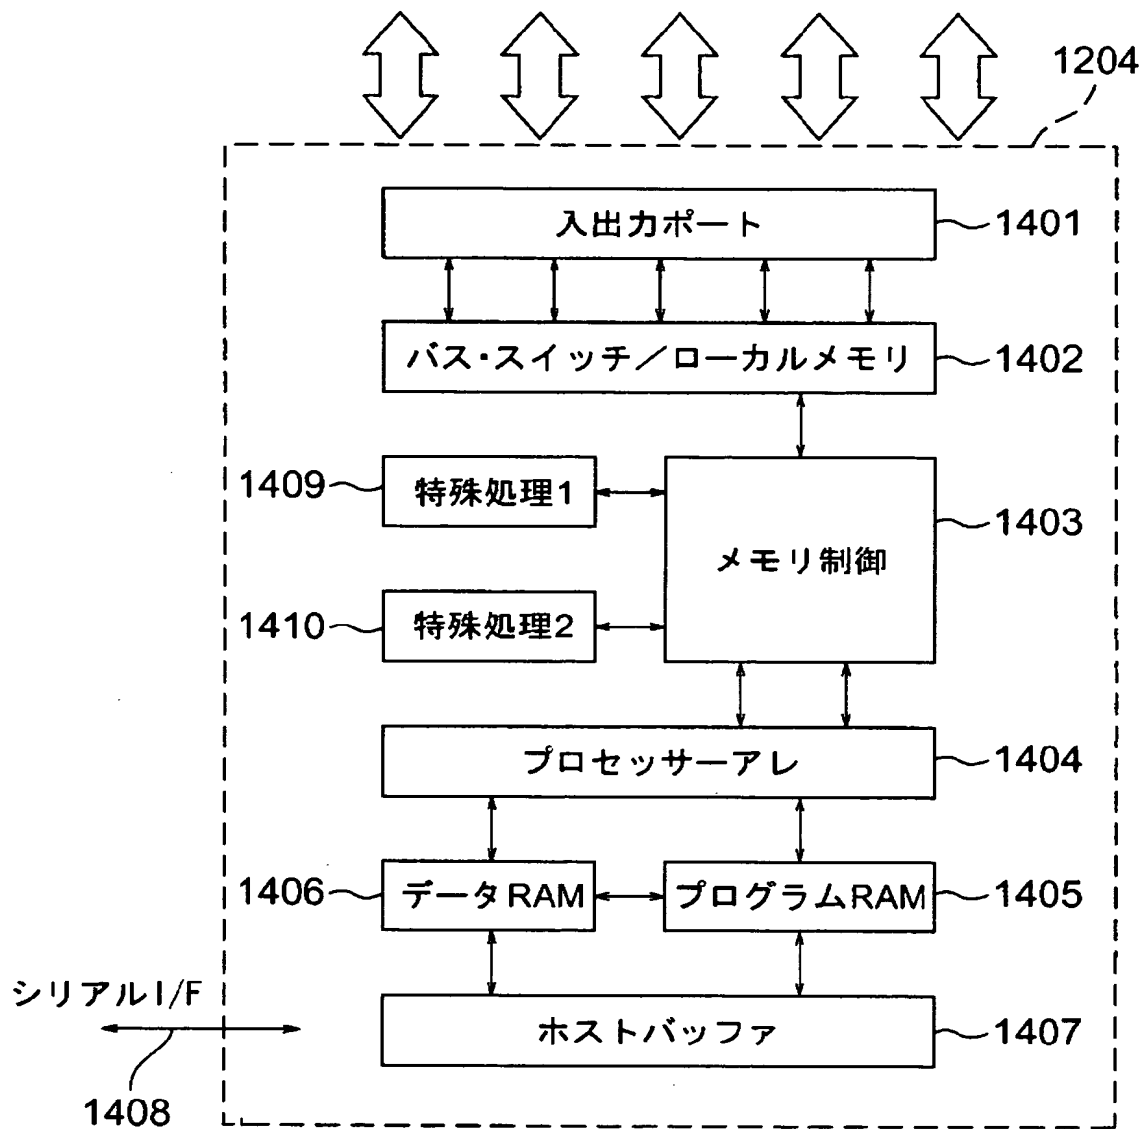 1204
入出力ポート
1401
バス・スイッチ／ローカルメモリ
1402
1409
特殊処理1
メモリ制御
1403
1410
特殊処理2
プロセッサーアレ
1404
1406
データRAM
プログラムRAM
1405
シリアルI/F
1408
ホストバッファ
1407